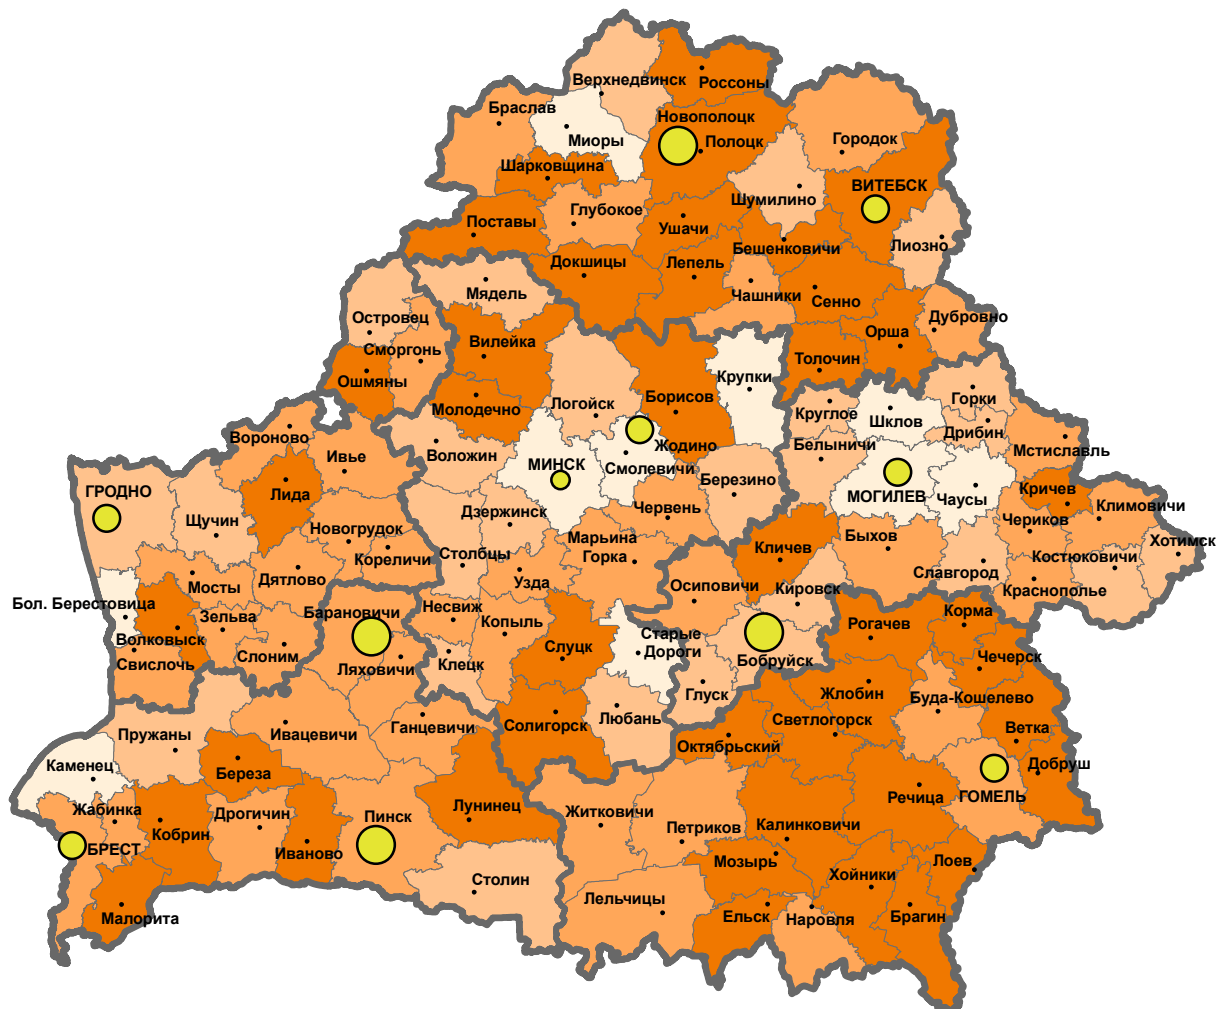 Верхнедвинск
Россоны
Браслав
Новополоцк
Миоры
Полоцк
Городок
Шарковщина
ВИТЕБСК
Шумилино
Глубокое
Поставы
Ушачи
Бешенковичи
Лиозно
Докшицы
Лепель
Мядель
Чашники
Сенно
Островец
Дубровно
Сморгонь
Вилейка
Орша
Толочин
Ошмяны
Крупки
Борисов
Молодечно
Логойск
Горки
Круглое
Шклов
Дрибин
Вороново
Жодино
Белыничи
Мстиславль
Ивье
Воложин
МИНСК
Смолевичи
Березино
ГРОДНО
Лида
МОГИЛЕВ
Чаусы
Кричев
Климовичи
Щучин
Дзержинск
Червень
Новогрудок
Чериков
Быхов
Хотимск
Марьина
Горка
Кличев
Столбцы
Кореличи
Костюковичи
Славгород
Мосты
Дятлово
Узда
Осиповичи
Кировск
Краснополье
Бол. Берестовица
Барановичи
Несвиж
Зельва
Копыль
Корма
Рогачев
Волковыск
Старые
Дороги
Слуцк
Слоним
Свислочь
Ляховичи
Клецк
Бобруйск
Чечерск
Глуск
Жлобин
Буда-Кошелево
Любань
Ганцевичи
Солигорск
Светлогорск
Ветка
Пружаны
Ивацевичи
Октябрьский
Каменец
Береза
Добруш
Речица
ГОМЕЛЬ
Жабинка
Дрогичин
Пинск
Лунинец
Житковичи
Петриков
Калинковичи
Кобрин
БРЕСТ
Иваново
Мозырь
Лоев
Хойники
Столин
Лельчицы
Малорита
Ельск
Наровля
Брагин